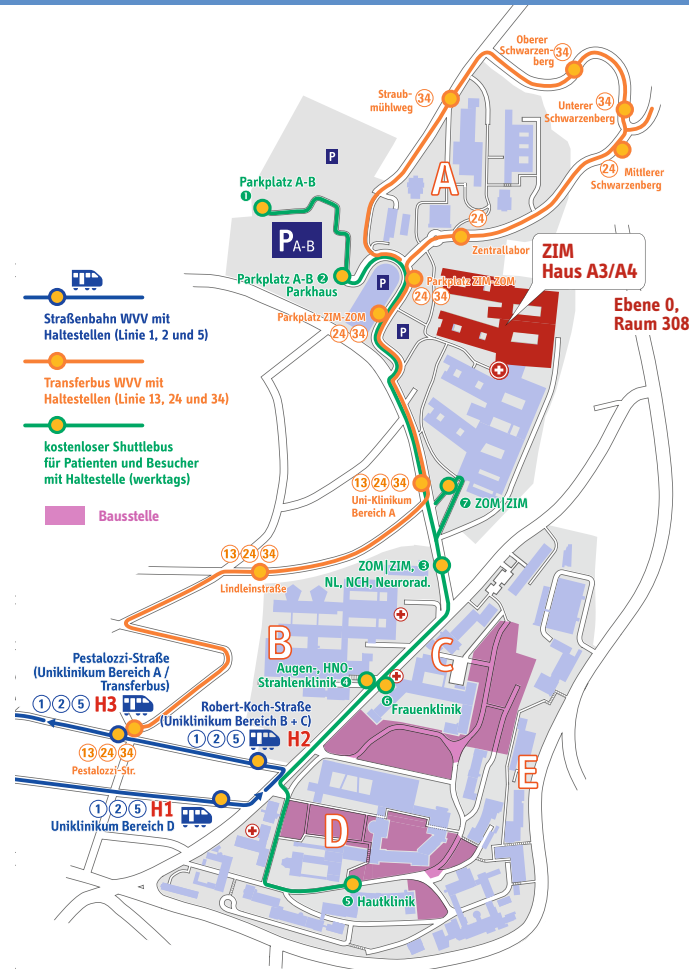 Oberer
Schwarzen-
berg
34
Straub-
mühlweg
34
34
Unterer
Schwarzenberg
24
Mittlerer
Schwarzenberg
P
A
Parkplatz A-B
1
24
Zentrallabor
P A-B
ZIM
Haus A3/A4
Parkplatz A-B 2
Parkhaus
P
Parkplatz ZIM-ZOM
24 34
Ebene 0,
Raum 308
Parkplatz ZIM-ZOM
24 34
P
Straßenbahn WVV mit
Haltestellen (Linie 1, 2 und 5)
Transferbus WVV mit
Haltestellen (Linie 13, 24 und 34)
kostenloser Shuttlebus
für Patienten und Besucher
mit Haltestelle (werktags)
Bausstelle
13 24 34
Uni-Klinikum
Bereich A
7 ZOM|ZIM
13 24 34
Lindleinstraße
ZOM|ZIM, 3
NL, NCH, Neurorad.
B
C
Augen-, HNO-
Strahlenklinik 4
6
Frauenklinik
Pestalozzi-Straße
(Uniklinikum Bereich A /
Transferbus)
1 2 5 H3
13 24 34
Pestalozzi-Str.
Robert-Koch-Straße
(Uniklinikum Bereich B + C)
1 2 5 H2
E
1 2 5 H1
Uniklinikum Bereich D
D
5 Hautklinik